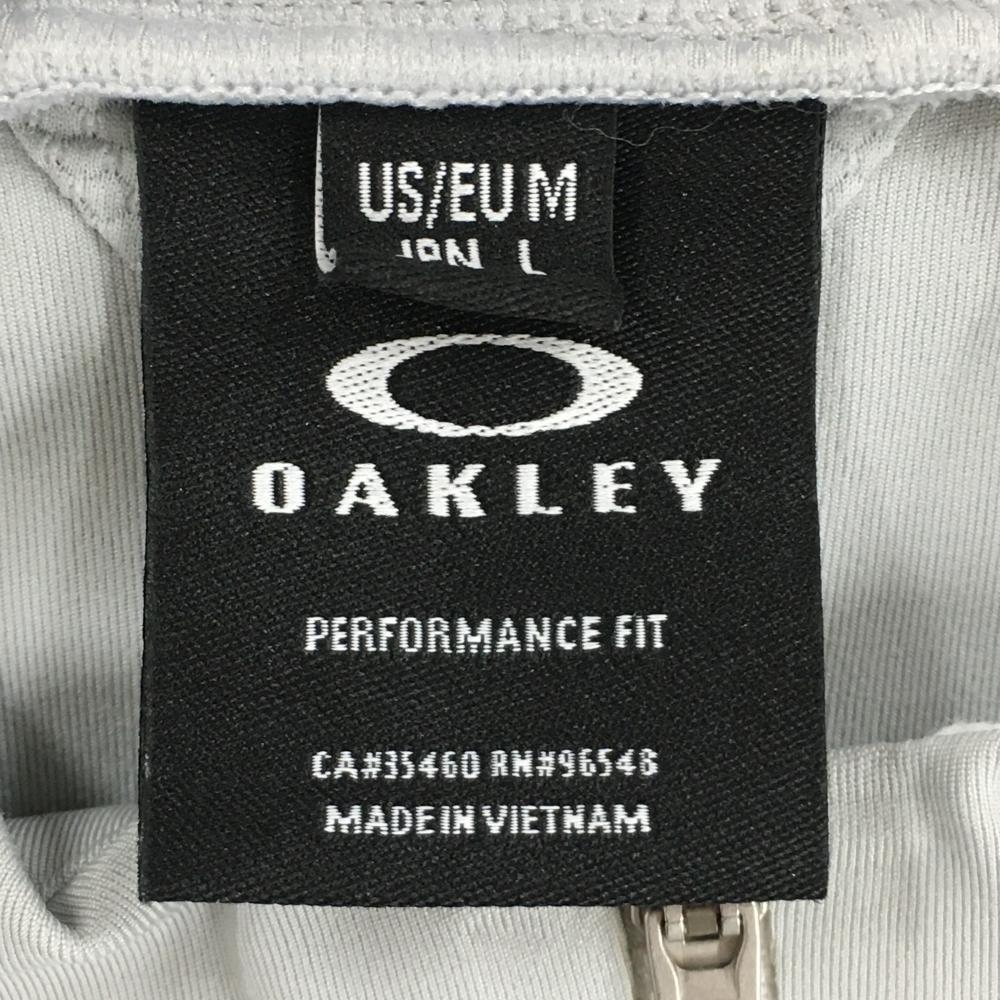 US/EU M
JPN L
OAKLEY
PERFORMANCE FIT
CA#35460 RN#96548
MADE IN VIETNAM